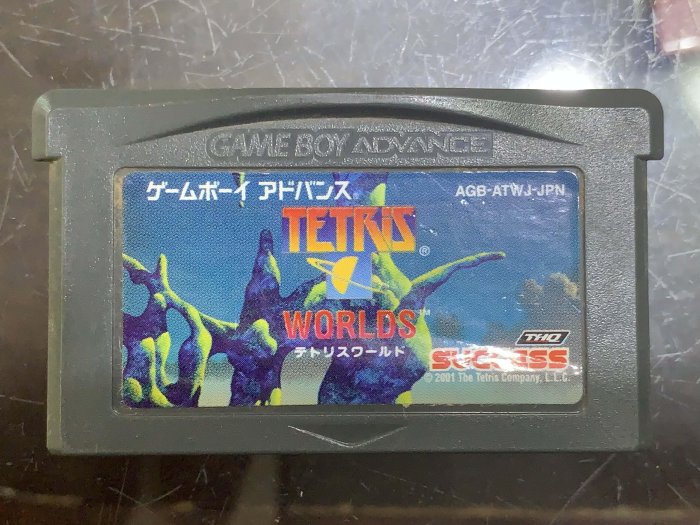 GAME BOY ADVANCE
ゲームボーイ アドバンス
AGB-ATWJ-JPN
TETRIS®
WORLDS™
テトリスワールド
THQ
SUCCESS
© 2001 The Tetris Company, L.L.C.